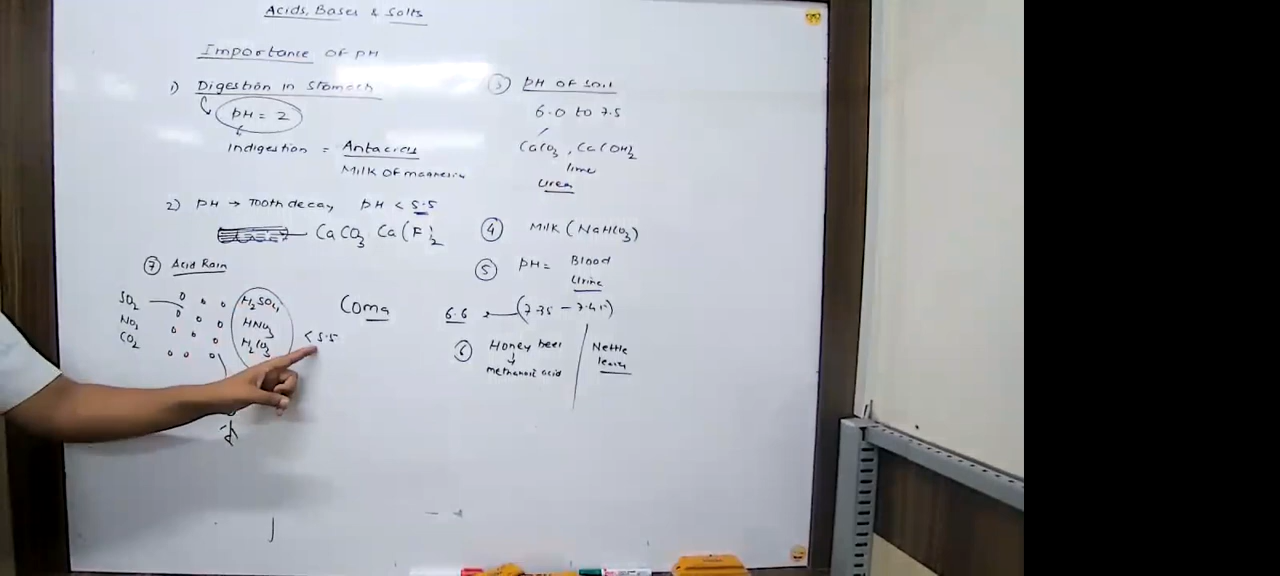 Acids, Bases & Salts
Importance OF pH
1) Digestion in Stomach
pH = 2
Indigestion = Antacids
Milk OF magnesia
2) pH → Tooth decay pH < 5.5
CaCO3 Ca(F)2
7 Acid Rain
SO2 H2SO4
NO2 HNO3
CO2 H2CO3
< 5.5
Coma
3 pH OF Soil
6.0 to 7.5
CaCO3, Ca(OH)2
lime
Urea
4 Milk (NaHCO3)
5 pH = Blood
Urine
6.6 (7.35 - 7.45)
6 Honey bees
↓
methanoic acid
Nettle
leaves